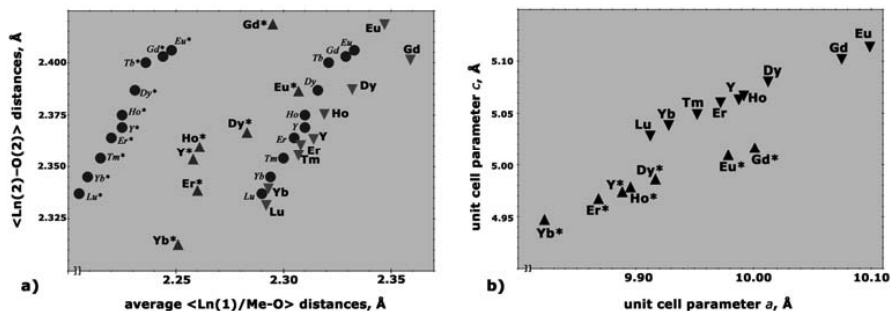 <Ln(2)–O(2)> distances, Å
2.400
2.375
2.350
2.325
Eu*
Gd*
Tb*
Dy*
Ho*
Y*
Er*
Tm*
Yb*
Lu*
Gd*
Eu*
Dy*
Ho*
Y*
Er*
Yb*
Gd
Eu
Tb
Dy
Ho
Y
Er
Tm
Yb
Lu
Eu
Gd
Dy
Ho
Y
Er
Tm
Yb
Lu
2.25
2.30
2.35
a)
average <Ln(1)/Me-O> distances, Å
unit cell parameter c, Å
5.10
5.05
5.00
4.95
Eu
Gd
Dy
Y
Ho
Er
Tm
Yb
Lu
Gd*
Eu*
Dy*
Y*
Ho*
Er*
Yb*
9.90
10.00
10.10
b)
unit cell parameter a, Å